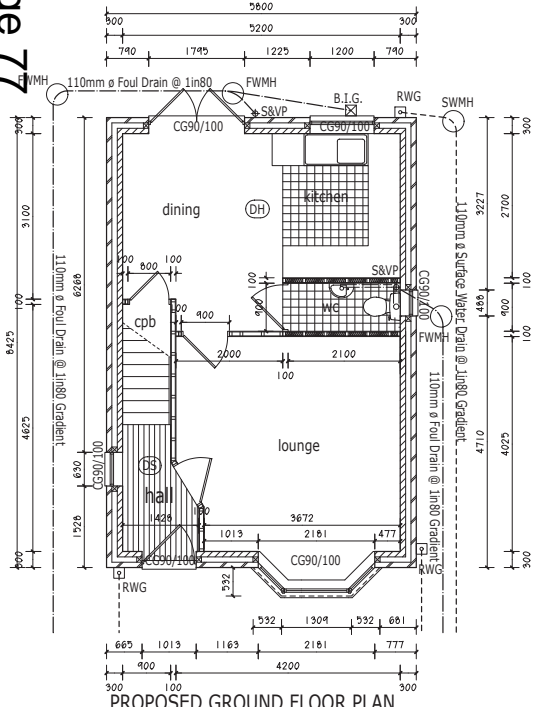 ge 77
5800
300
5200
300
790
1795
1225
1200
790
FWMH
110mm ø Foul Drain @ 1in80
FWMH
B.I.G.
RWG
SWMH
S&VP
CG90/100
CG90/100
300
300
dining
DH
kitchen
3100
6268
3227
2700
110mm ø Surface Water Drain @ 1in80 Gradient
110mm ø Foul Drain @ 1in80 Gradient
100
800
100
100
S&VP
CG90/100
100
100
cpb
900
900
WC
488
900
FWMH
100
8425
2000
2100
100
110mm ø Foul Drain @ 1in80 Gradient
4625
4710
4025
lounge
CG90/100
630
DS
hall
1428
3672
1528
1013
2181
477
CG90/100
CG90/100
300
300
RWG
RWG
532
532
1309
532
681
665
1013
1163
2181
777
900
4200
300
100
300
PROPOSED GROUND FLOOR PLAN